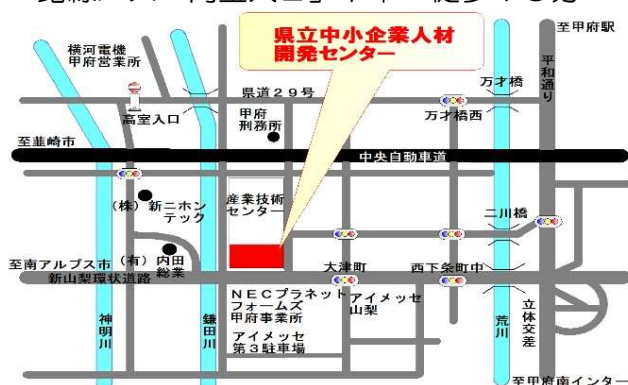 県立中小企業人材
開発センター
至甲府駅
横河電機
甲府営業所
県道29号
万才橋
平和通り
高室入口
甲府
刑務所
万才橋西
至韮崎市
中央自動車道
(株)新ニホン
テック
産業技術
センター
二川橋
(有)内田
総業
至南アルプス市
新山梨環状道路
大津町
西下条町中
NECプラネット
フォームズ
甲府事業所
アイメッセ
山梨
アイメッセ
第3駐車場
神明川
鎌田川
荒川
立体交差
至甲府南インター